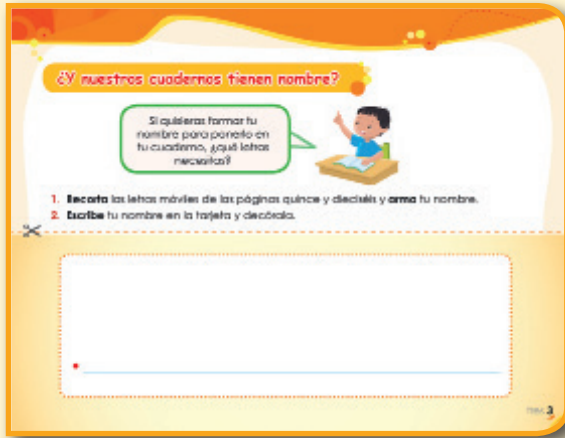 ¿Y nuestros cuadernos tienen nombre?
Si quisieras formar tu
nombre para ponerlo en
tu cuaderno, ¿qué letras
necesitas?
1. Recorta las letras móviles de las páginas quince y dieciséis y arma tu nombre.
2. Escribe tu nombre en la tarjeta y decórala.
3